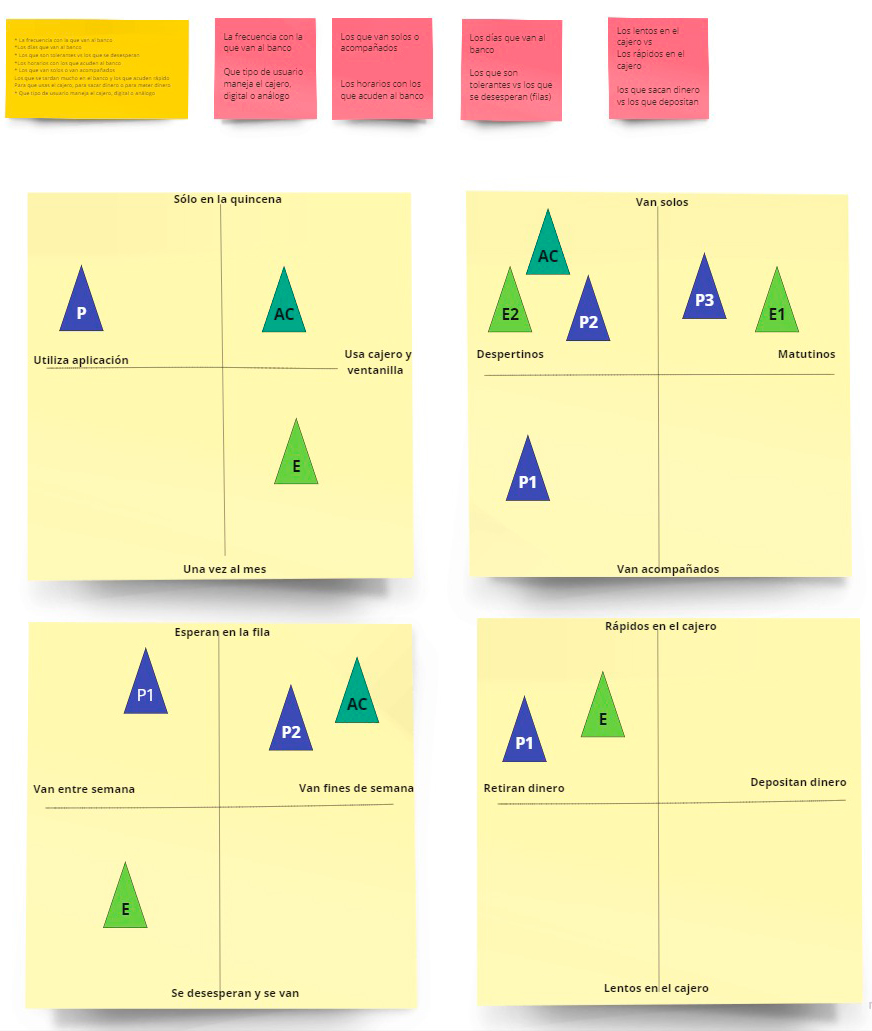 * La frecuencia con la que van al banco
*Los días que van al banco
* Los que son tolerantes vs los que se desesperan
*Los horarios con los que acuden al banco
* Los que van solos o van acompañados
Los que se tardan mucho en el banco y los que acuden rápido
Para que usas el cajero, para sacar dinero o para meter dinero
* Que tipo de usuario maneja el cajero, digital o análogo
La frecuencia con la
que van al banco
Que tipo de usuario
maneja el cajero,
digital o análogo
Los que van solos o
acompañados
Los horarios con los
que acuden al banco
Los días que van al
banco
Los que son
tolerantes vs los que
se desesperan (filas)
Los lentos en el
cajero vs
Los rápidos en el
cajero
los que sacan dinero
vs los que depositan
Sólo en la quincena
P
AC
Utiliza aplicación
Usa cajero y
ventanilla
E
Una vez al mes
Van solos
AC
E2
P2
P3
E1
Despertinos
Matutinos
P1
Van acompañados
Esperan en la fila
P1
P2
AC
Van entre semana
Van fines de semana
E
Se desesperan y se van
Rápidos en el cajero
P1
E
Retiran dinero
Depositan dinero
Lentos en el cajero